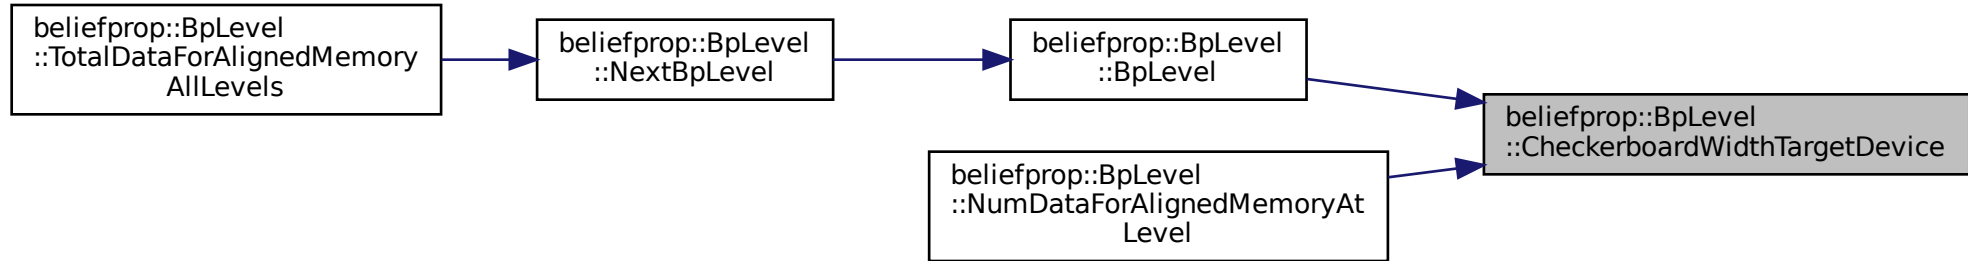 beliefprop::BpLevel
::TotalDataForAlignedMemory
AllLevels
beliefprop::BpLevel
::NextBpLevel
beliefprop::BpLevel
::BpLevel
beliefprop::BpLevel
::NumDataForAlignedMemoryAt
Level
beliefprop::BpLevel
::CheckerboardWidthTargetDevice